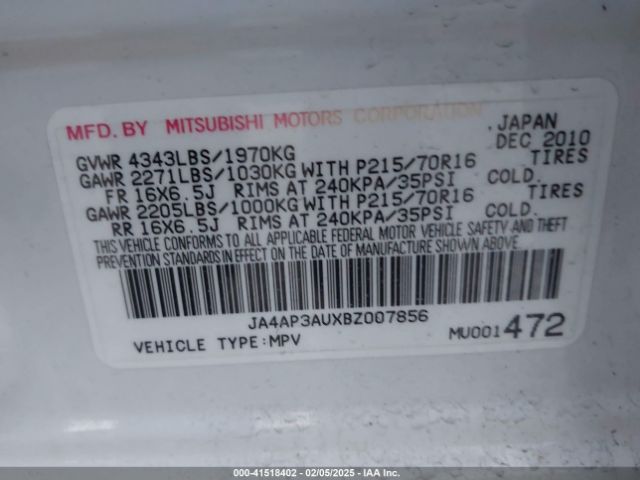 MFD. BY MITSUBISHI MOTORS CORPORATION .JAPAN
GVWR 4343LBS/1970KG DEC 2010
GAWR 2271LBS/1030KG WITH P215/70R16 TIRES
FR 16X6.5J RIMS AT 240KPA/35PSI COLD.
GAWR 2205LBS/1000KG WITH P215/70R16 TIRES
RR 16X6.5J RIMS AT 240KPA/35PSI COLD.
THIS VEHICLE CONFORMS TO ALL APPLICABLE FEDERAL MOTOR VEHICLE SAFETY AND THEFT
PREVENTION STANDARDS IN EFFECT ON THE DATE OF MANUFACTURE SHOWN ABOVE.
JA4AP3AUXBZ007856
VEHICLE TYPE:MPV MU001472
000-41518402 - 02/05/2025 - IAA Inc.